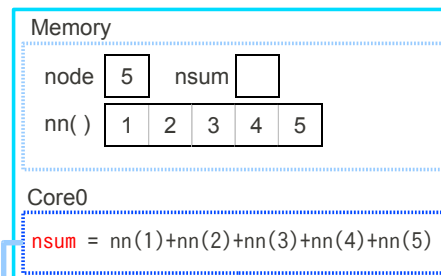 Memory
node 5 nsum
nn( ) 1 2 3 4 5
Core0
nsum = nn(1)+nn(2)+nn(3)+nn(4)+nn(5)